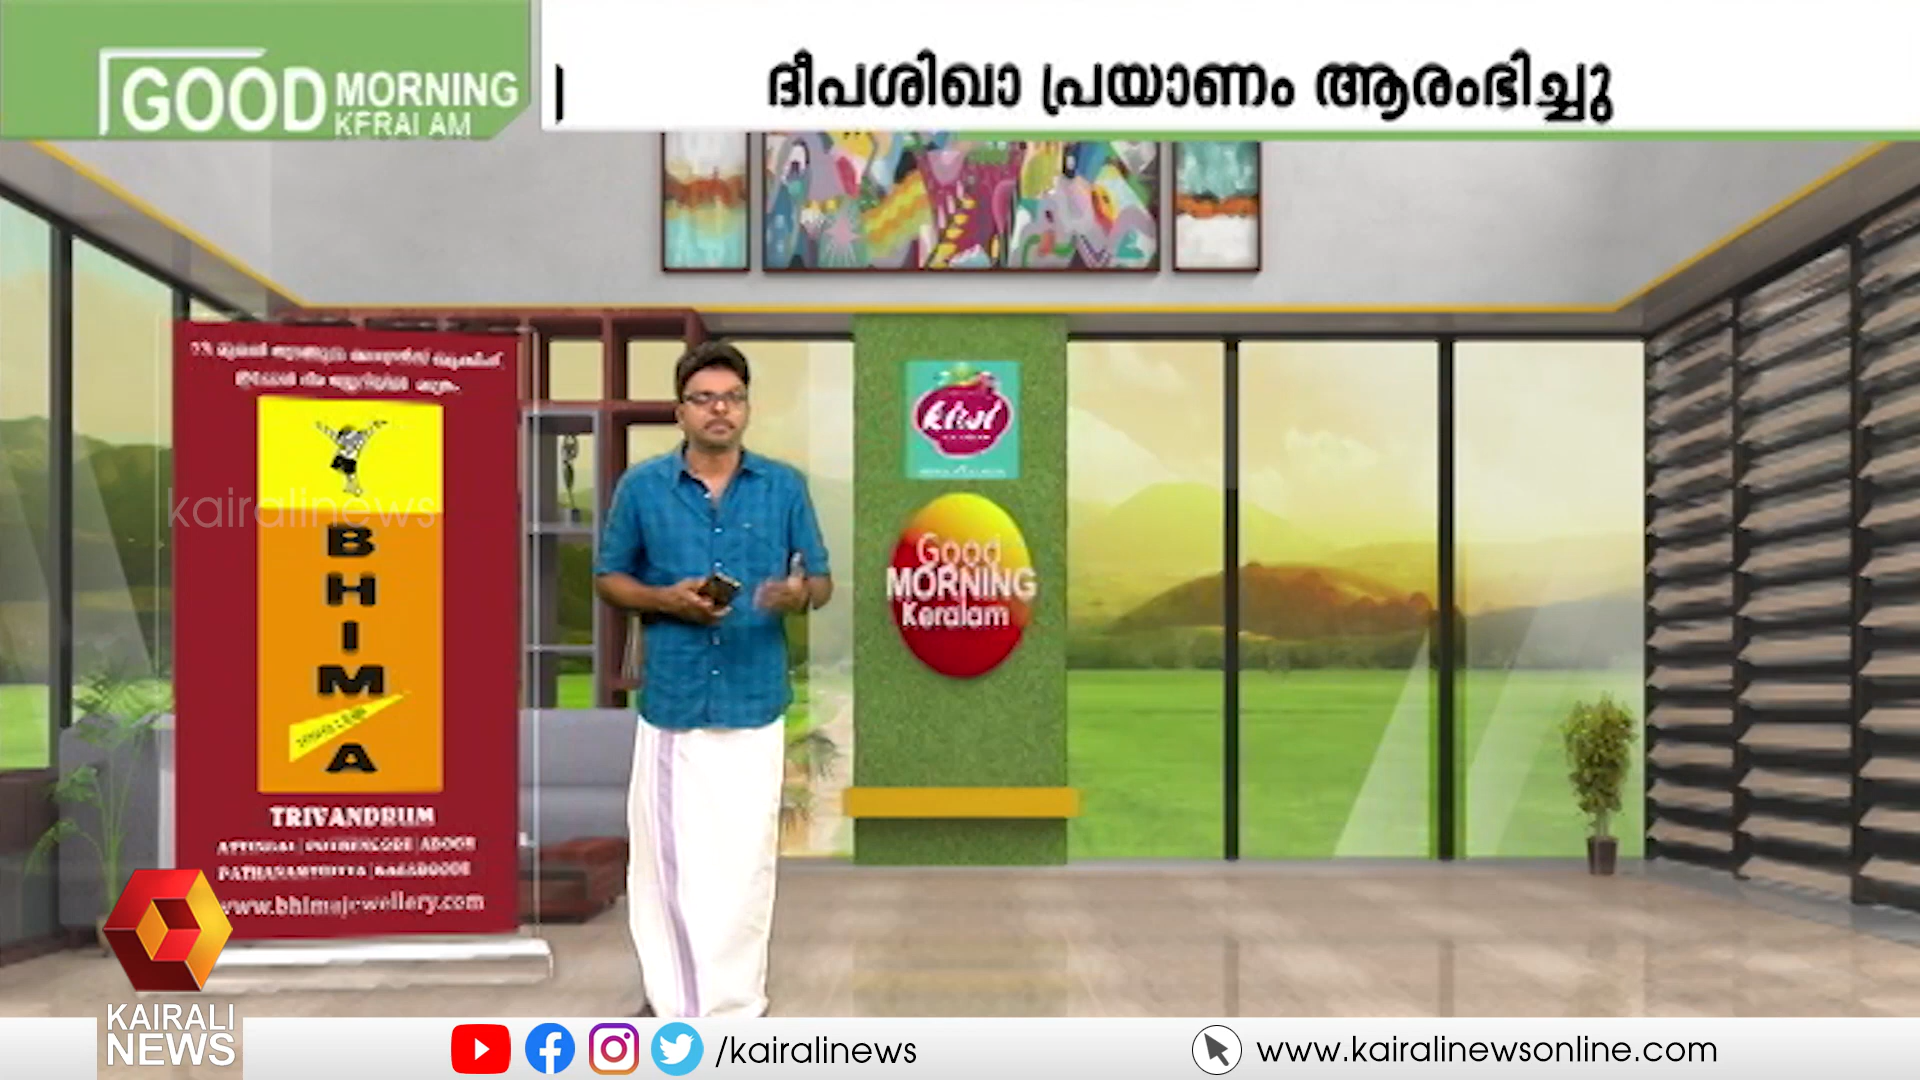 GOOD MORNING
KERALAM
ദീപശിഖാ പ്രയാണം ആരംഭിച്ചു
kairalinews
BHIMA
TRIVANDRUM
www.bhimajewellery.com
kiwi
Good
MORNING
Keralam
KAIRALI
NEWS
/kairalinews
www.kairalinewsonline.com